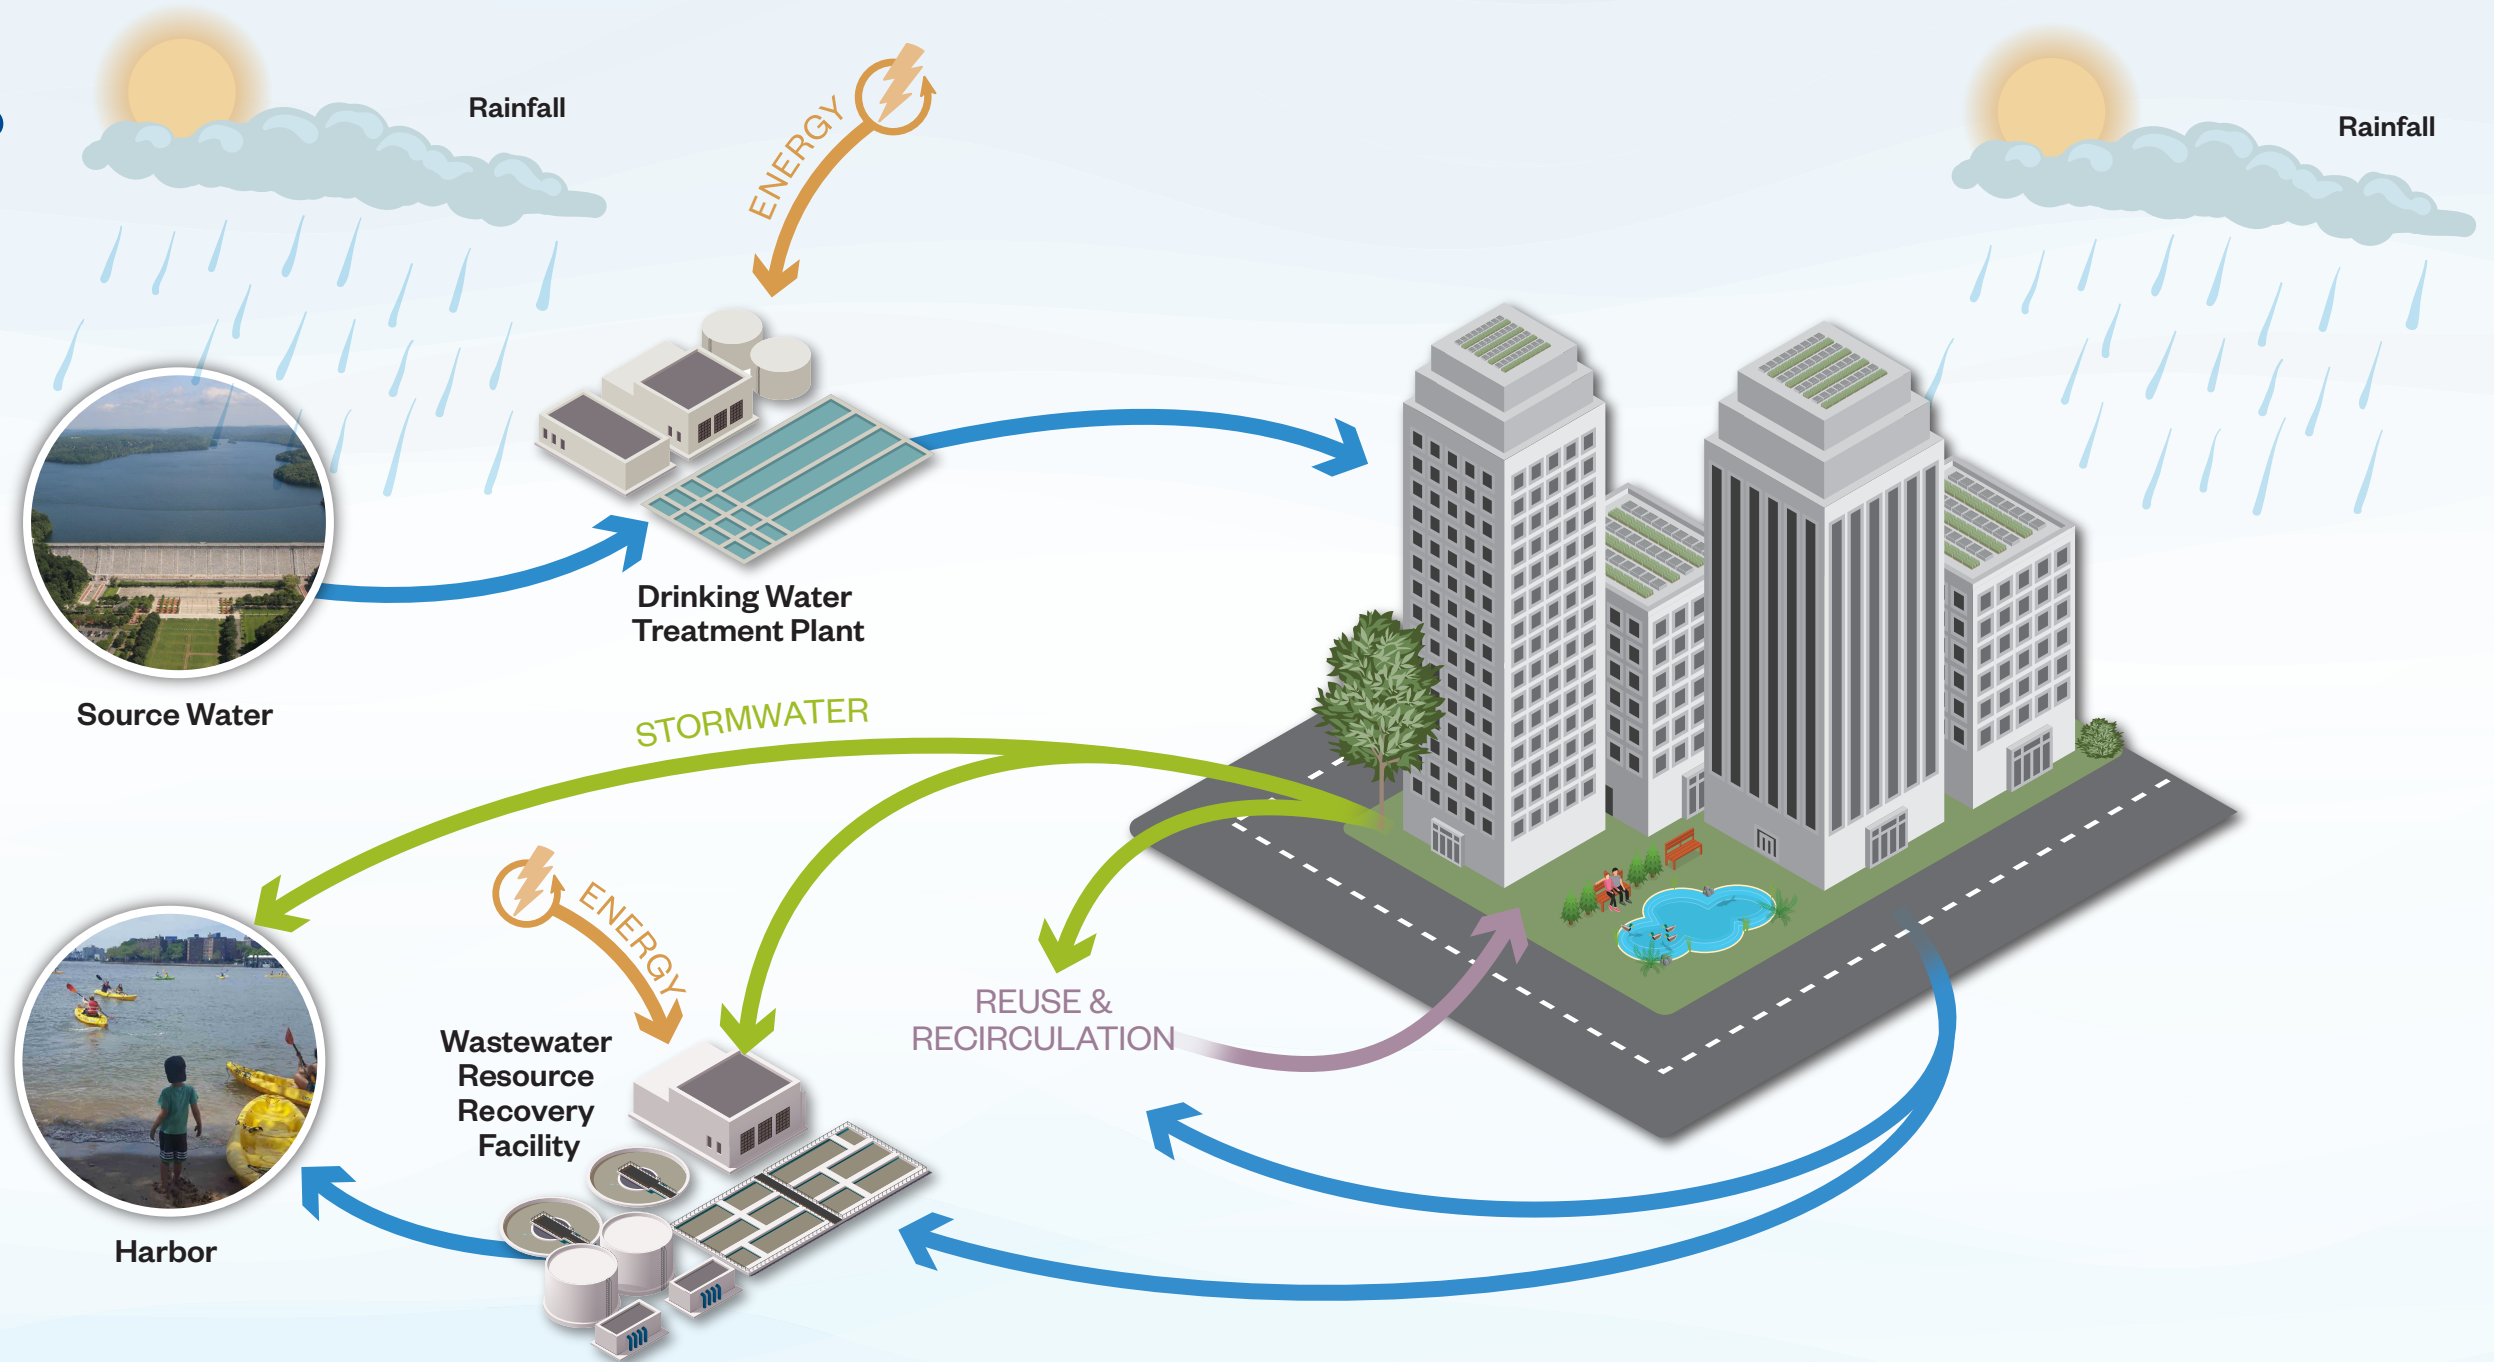 Rainfall
Rainfall
ENERGY
Drinking Water
Treatment Plant
Source Water
STORMWATER
ENERGY
REUSE &
RECIRCULATION
Wastewater
Resource
Recovery
Facility
Harbor